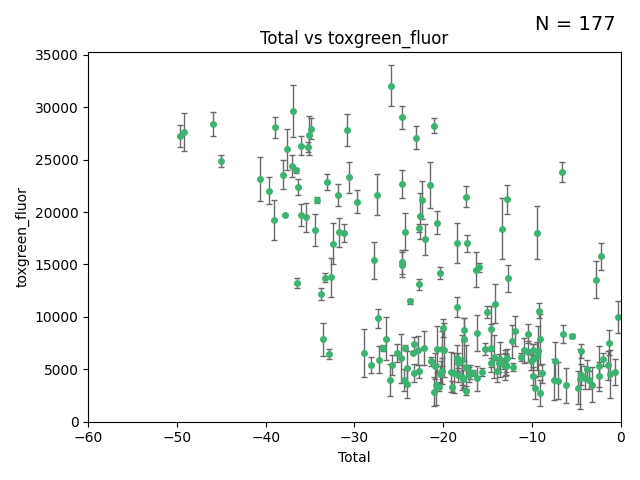 N = 177
Total vs toxgreen_fluor
35000
30000
25000
20000
15000
10000
5000
0
toxgreen_fluor
−60 −50 −40 −30 −20 −10 0
Total